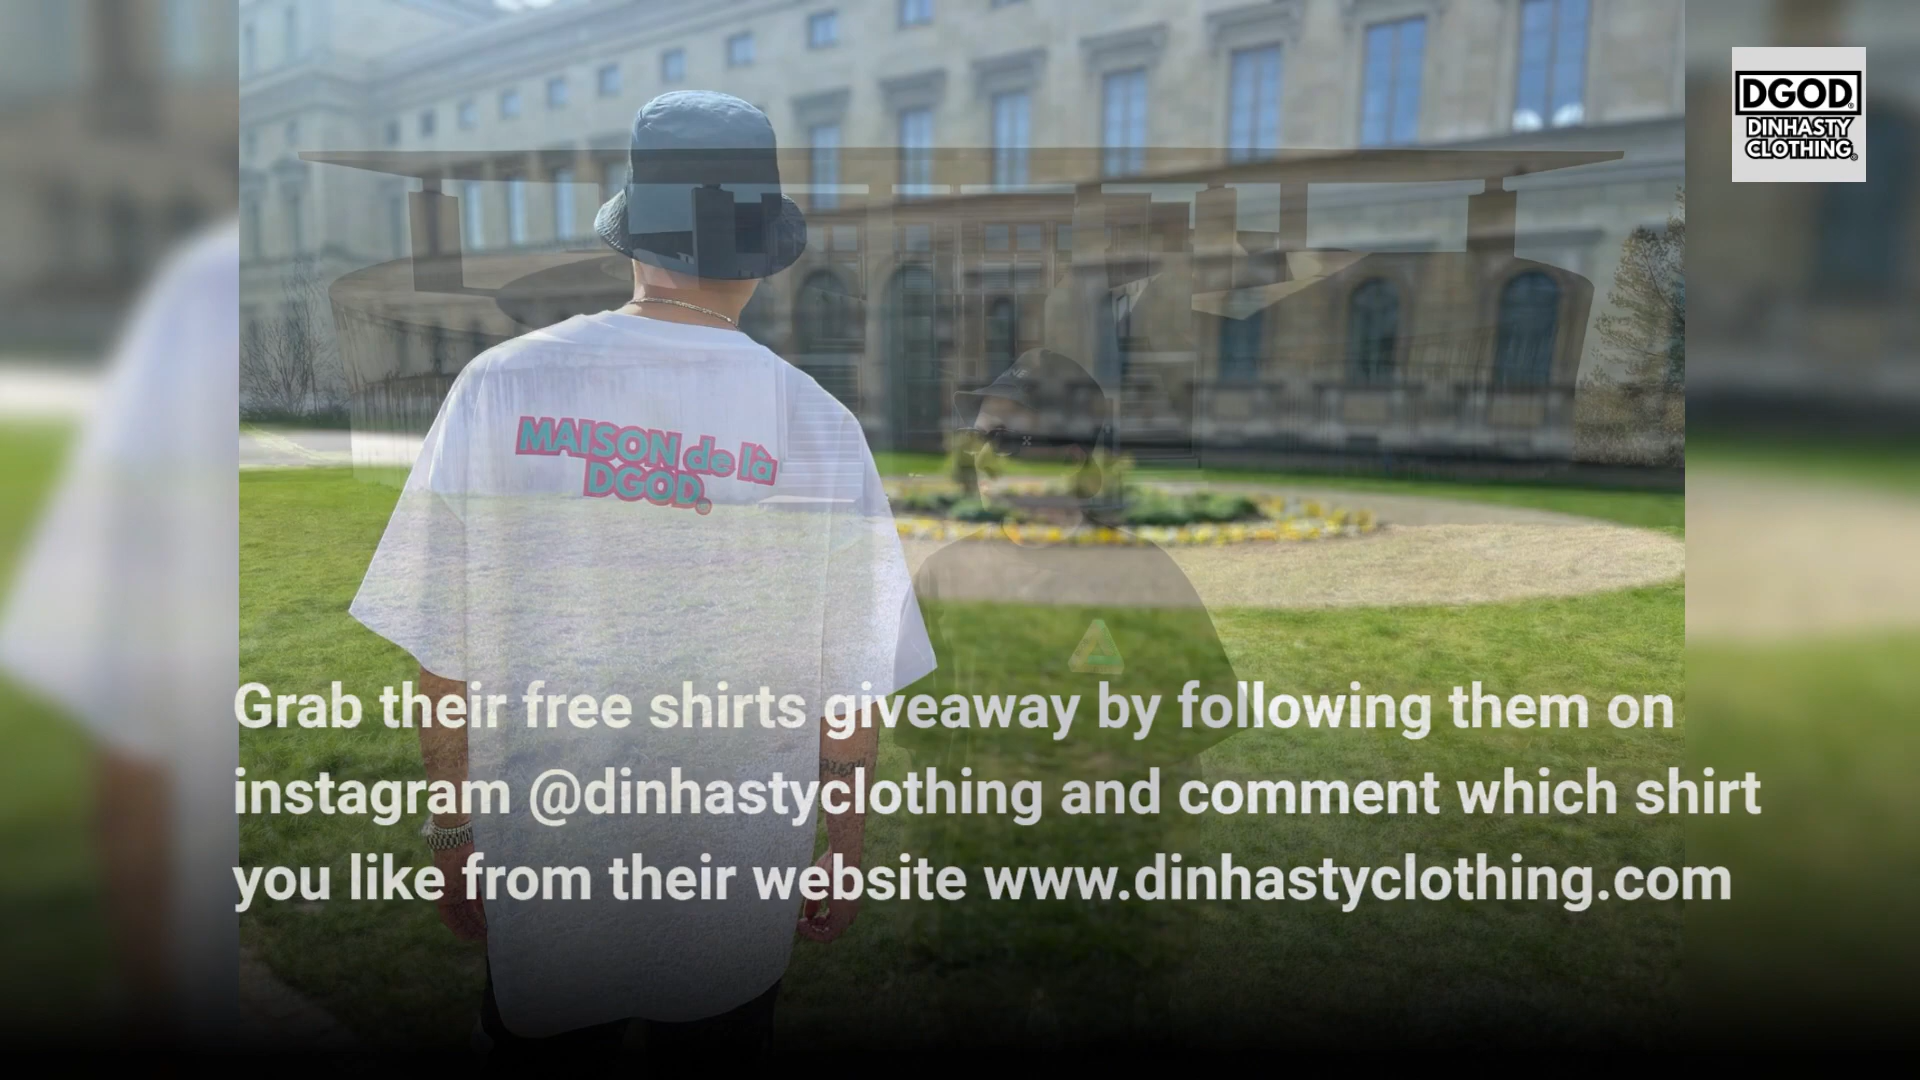 DGOD®
DINHASTY
CLOTHING®
MAISON de là
DGOD.
Grab their free shirts giveaway by following them on
instagram @dinhastyclothing and comment which shirt
you like from their website www.dinhastyclothing.com